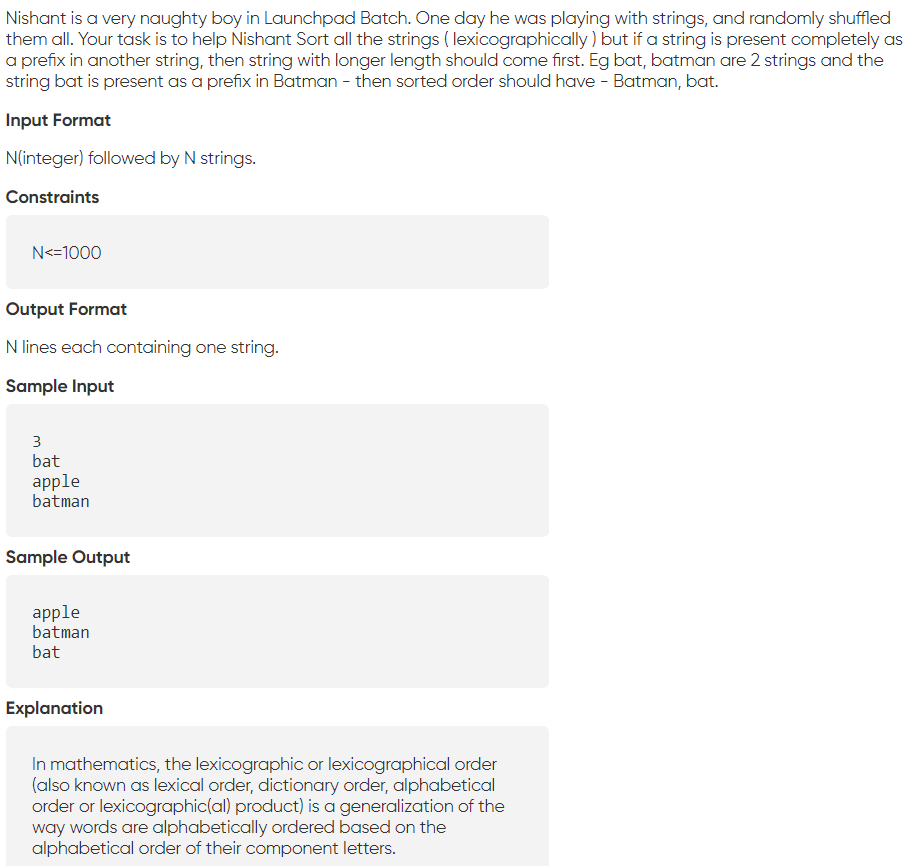 Nishant is a very naughty boy in Launchpad Batch. One day he was playing with strings, and randomly shuffled
them all. Your task is to help Nishant Sort all the strings ( lexicographically ) but if a string is present completely as
a prefix in another string, then string with longer length should come first. Eg bat, batman are 2 strings and the
string bat is present as a prefix in Batman - then sorted order should have - Batman, bat.
Input Format
N(integer) followed by N strings.
Constraints
N<=1000
Output Format
N lines each containing one string.
Sample Input
3
bat
apple
batman
Sample Output
apple
batman
bat
Explanation
In mathematics, the lexicographic or lexicographical order
(also known as lexical order, dictionary order, alphabetical
order or lexicographic(al) product) is a generalization of the
way words are alphabetically ordered based on the
alphabetical order of their component letters.